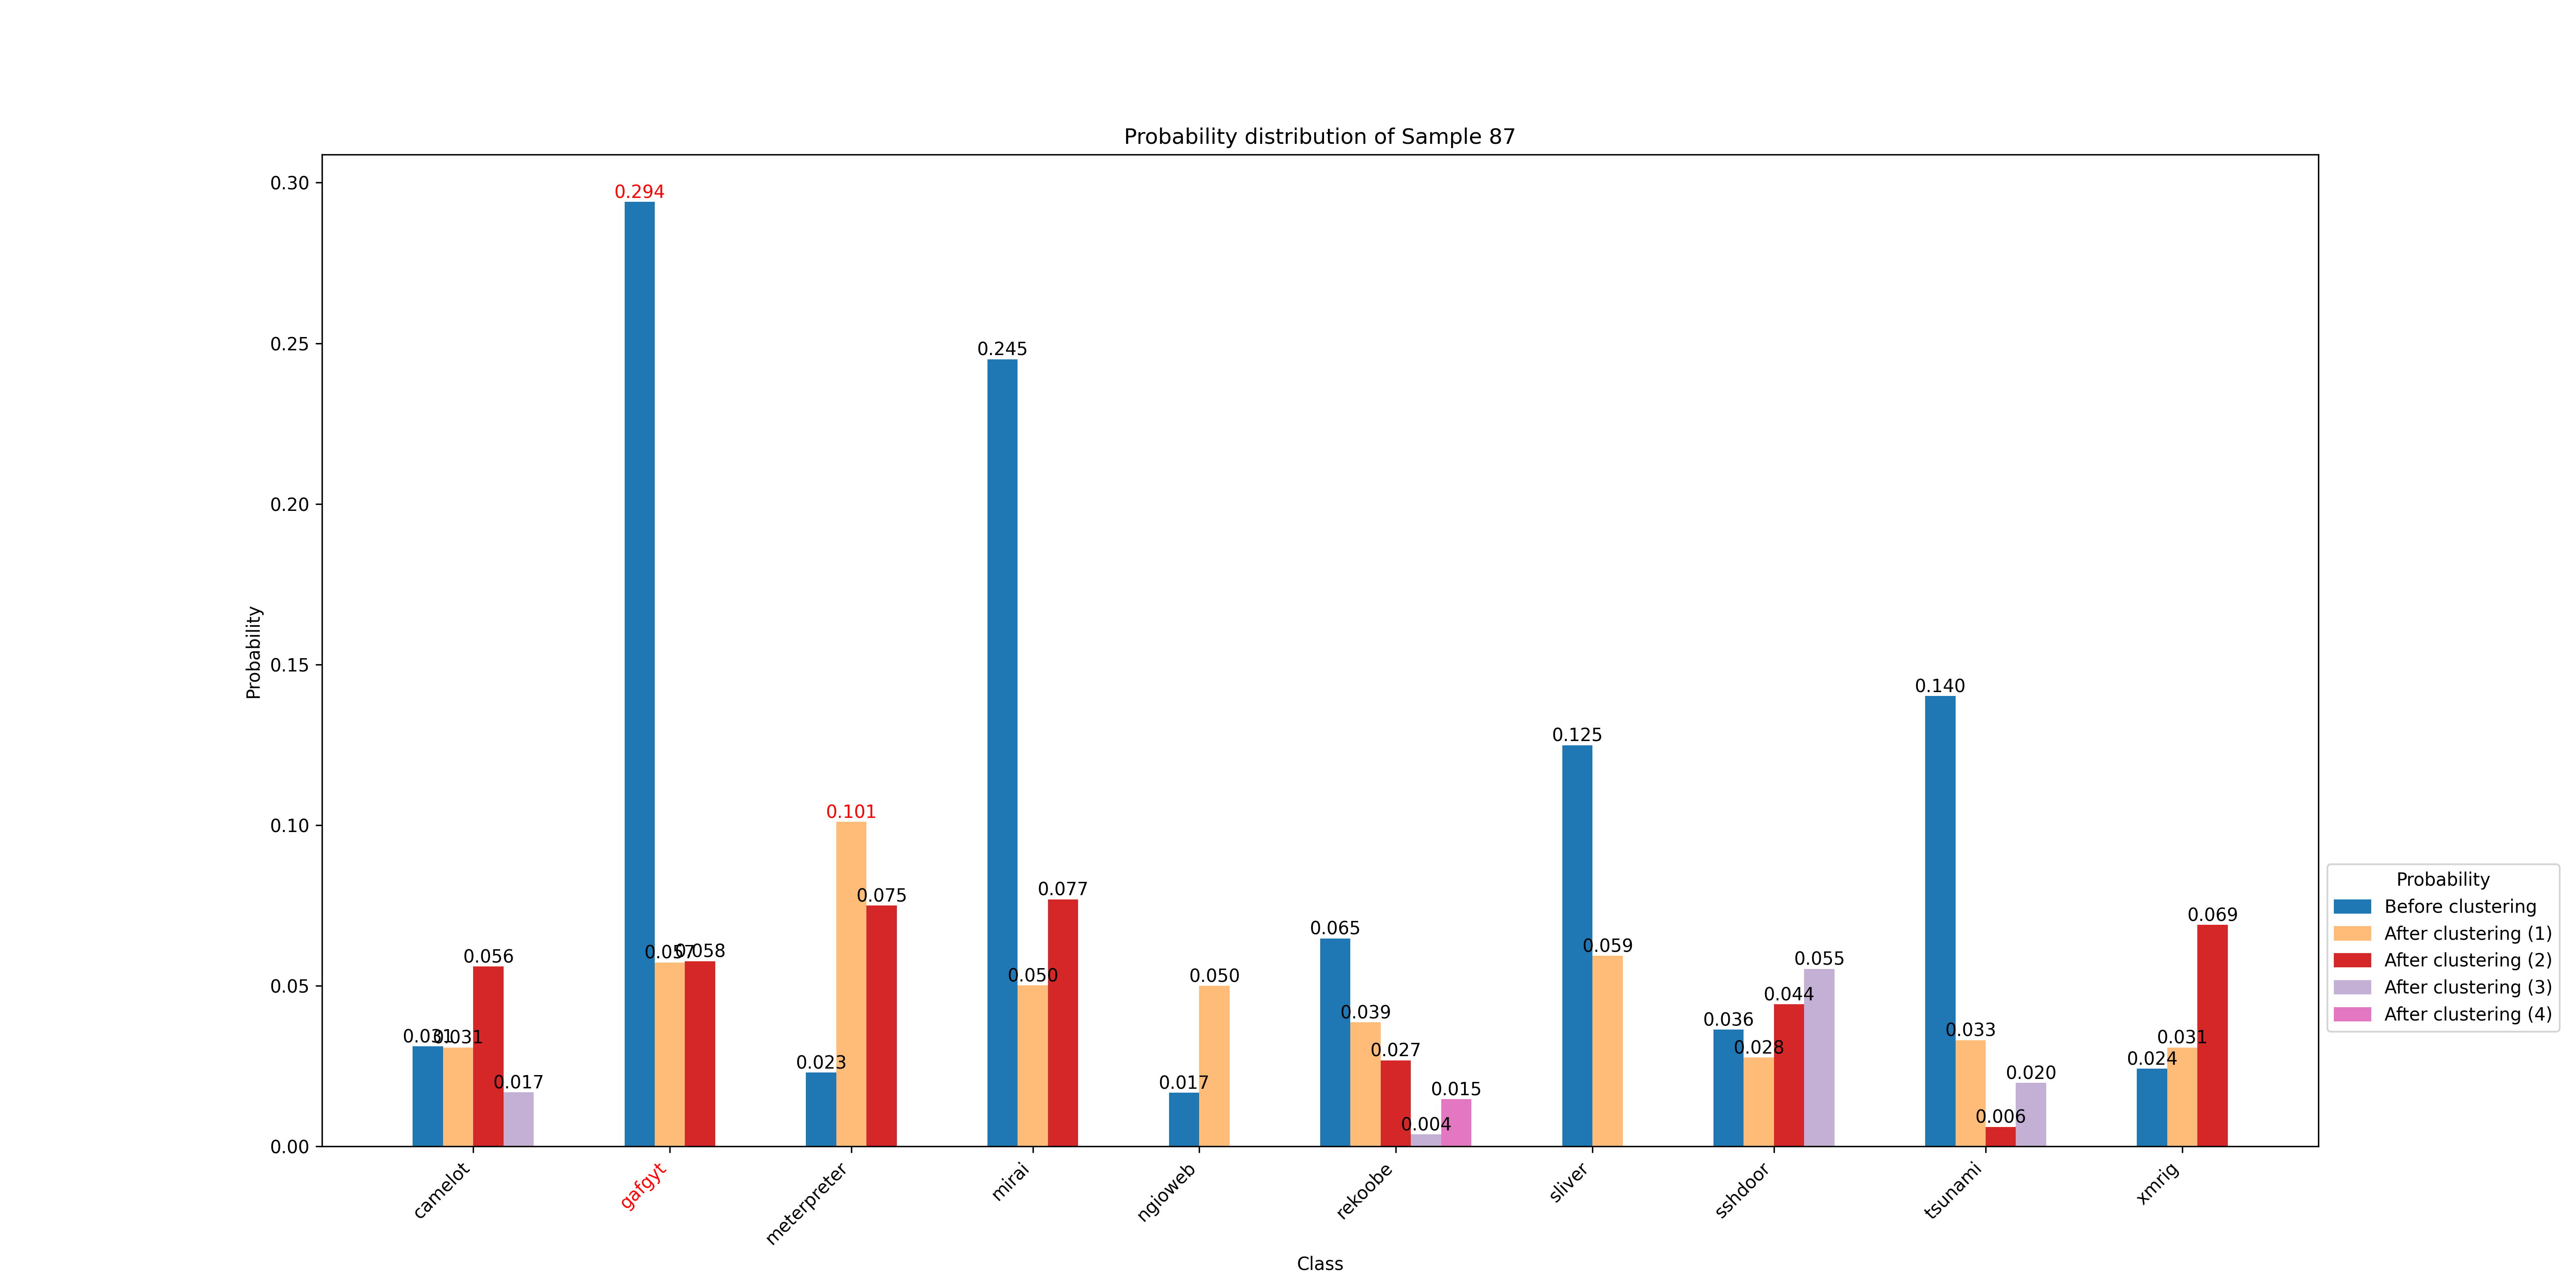 Probability distribution of Sample 87
Probability
0.30
0.25
0.20
0.15
0.10
0.05
0.00
0.031
0.031
0.056
0.017
0.294
0.057
0.058
0.023
0.101
0.075
0.245
0.050
0.077
0.017
0.050
0.065
0.039
0.027
0.004
0.015
0.125
0.059
0.036
0.028
0.044
0.055
0.140
0.033
0.006
0.020
0.024
0.031
0.069
camelot
gafgyt
meterpreter
mirai
ngioweb
rekoobe
sliver
sshdoor
tsunami
xmrig
Class
Probability
Before clustering
After clustering (1)
After clustering (2)
After clustering (3)
After clustering (4)